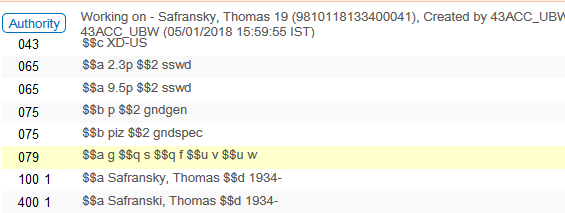 Authority
Working on - Safransky, Thomas 19 (9810118133400041), Created by 43ACC_UBW
43ACC_UBW (05/01/2018 15:59:55 IST)
043 $$c XD-US
065 $$a 2.3p $$2 sswd
065 $$a 9.5p $$2 sswd
075 $$b p $$2 gndgen
075 $$b piz $$2 gndspec
079 $$a g $$q s $$q f $$u v $$u w
100 1 $$a Safransky, Thomas $$d 1934-
400 1 $$a Safranski, Thomas $$d 1934-